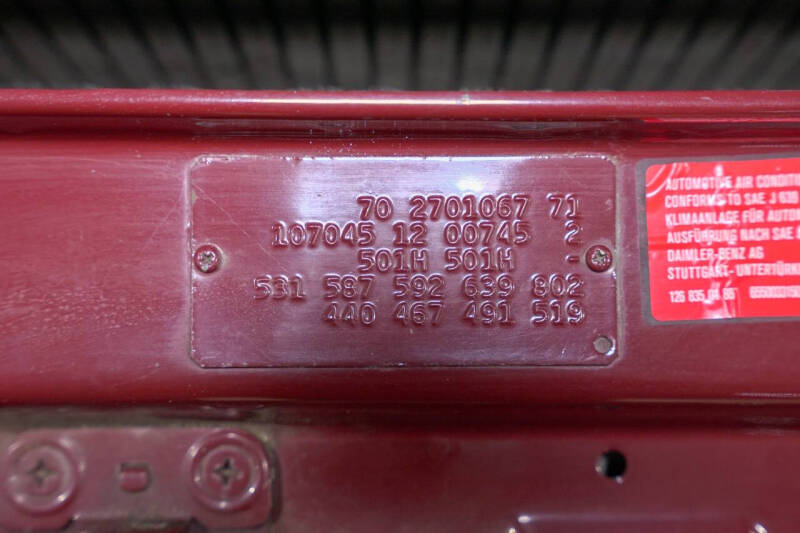 70 2701067 71
107045 12 00745 2
501H 501H -
531 587 592 639 802
440 467 491 519
AUTOMOTIVE AIR CONDIT
CONFORMS TO SAE J 639
KLIMAANLAGE FÜR AUTOM
AUSFÜHRUNG NACH SAE
DAIMLER-BENZ AG
STUTTGART - UNTERTÜRK